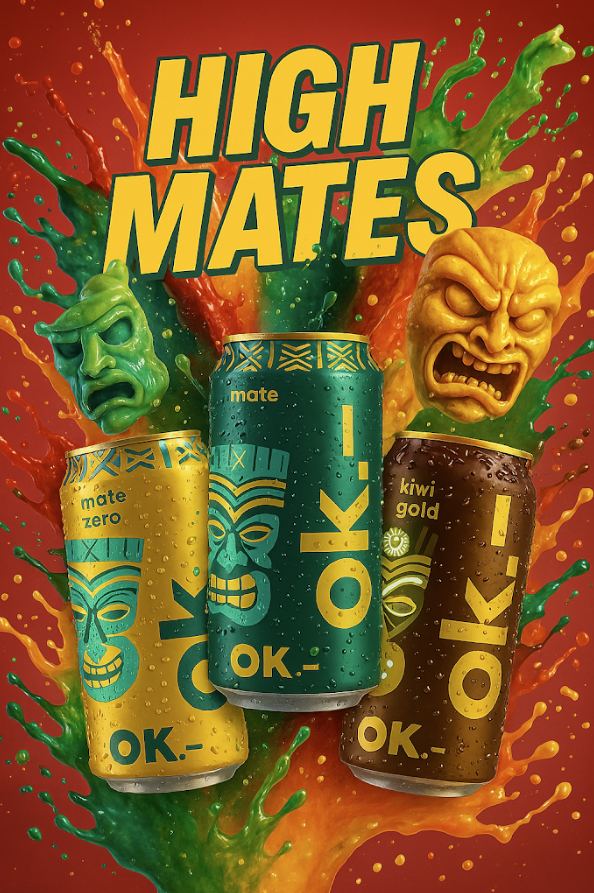 HIGH
MATES
mate
ok.–
OK.–
mate
zero
ok
OK.–
kiwi
gold
ok.–
OK.–